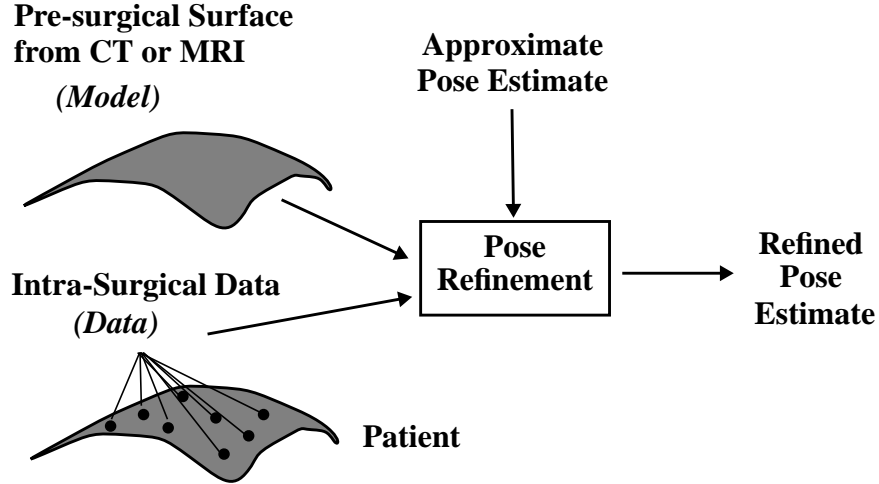 Pre-surgical Surface
from CT or MRI
(Model)
Approximate
Pose Estimate
Pose
Refinement
Refined
Pose
Estimate
Intra-Surgical Data
(Data)
Patient